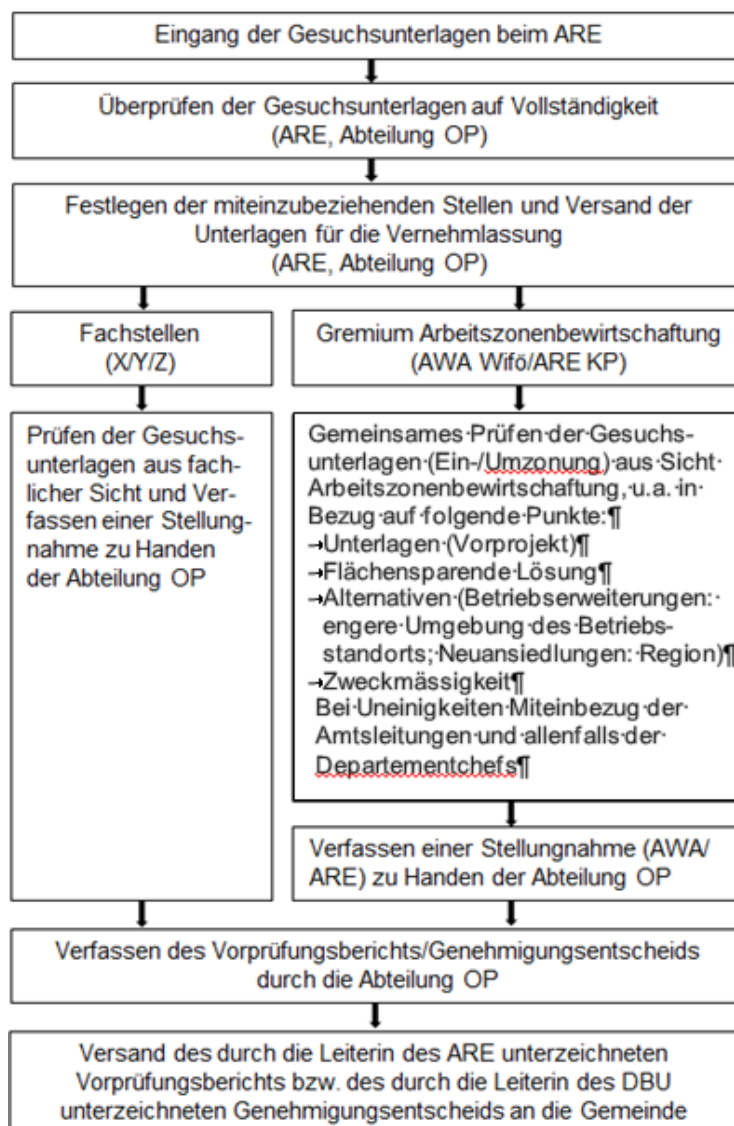 Eingang der Gesuchsunterlagen beim ARE
Überprüfen der Gesuchsunterlagen auf Vollständigkeit
(ARE, Abteilung OP)
Festlegen der miteinzubeziehenden Stellen und Versand der
Unterlagen für die Vernehmlassung
(ARE, Abteilung OP)
Fachstellen
(X/Y/Z)
Gremium Arbeitszonenbewirtschaftung
(AWA Wifö/ARE KP)
Prüfen der Gesuchs-
unterlagen aus fach-
licher Sicht und Ver-
fassen einer Stellung-
nahme zu Handen
der Abteilung OP
Gemeinsames·Prüfen·der·Gesuchs-
unterlagen·(Ein-/Umzonung)·aus·Sicht·
Arbeitszonenbewirtschaftung,·u.a.·in·
Bezug·auf·folgende·Punkte:¶
→Unterlagen·(Vorprojekt)¶
→Flächensparende·Lösung¶
→Alternativen·(Betriebserweiterungen:·
engere·Umgebung·des·Betriebs-
standorts;·Neuansiedlungen:·Region)¶
→Zweckmässigkeit¶
Bei·Uneinigkeiten·Miteinbezug·der·
Amtsleitungen·und·allenfalls·der·
Departementchefs¶
Verfassen einer Stellungnahme (AWA/
ARE) zu Handen der Abteilung OP
Verfassen des Vorprüfungsberichts/Genehmigungsentscheids
durch die Abteilung OP
Versand des durch die Leiterin des ARE unterzeichneten
Vorprüfungsberichts bzw. des durch die Leiterin des DBU
unterzeichneten Genehmigungsentscheids an die Gemeinde